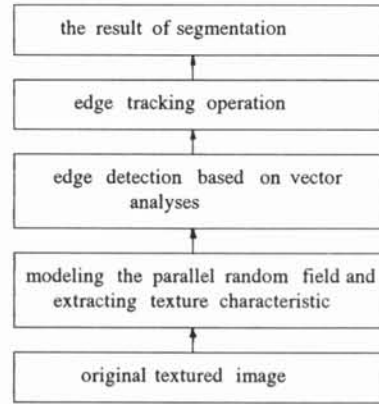 the result of segmentation
edge tracking operation
edge detection based on vector
analyses
modeling the parallel random field and
extracting texture characteristic
original textured image